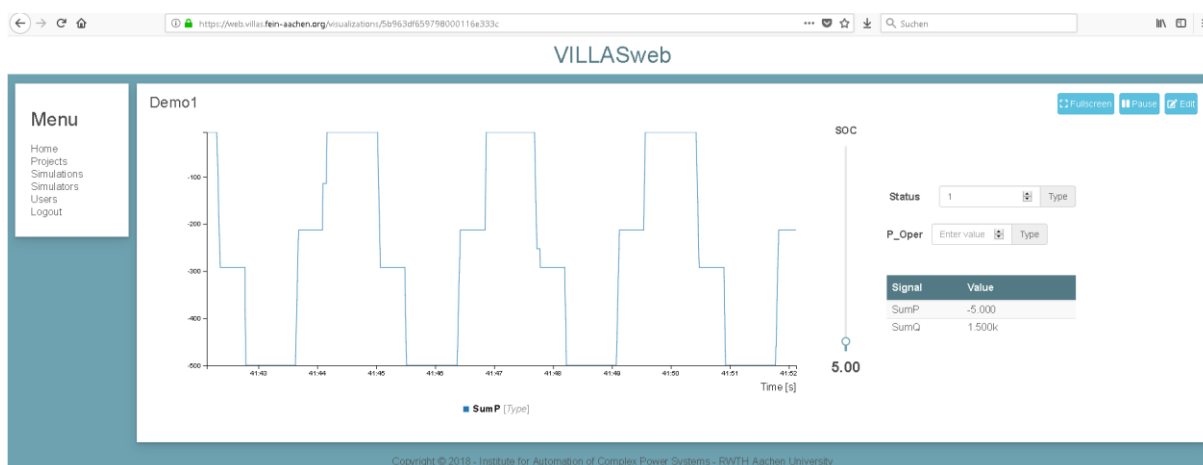 https://web.villas.fein-aachen.org/visualizations/5b963df659798000116e333c
Suchen
VILLASweb
Menu
Home
Projects
Simulations
Simulators
Users
Logout
Demo1
Fullscreen
Pause
Edit
-100
-200
-300
-400
-500
41:43 41:44 41:45 41:46 41:47 41:48 41:49 41:50 41:51 41:52
Time [s]
SumP [Type]
SOC
5.00
Status 1 Type
P_Oper Enter value Type
Signal Value
SumP -5.000
SumQ 1.500k
Copyright © 2018 - Institute for Automation of Complex Power Systems - RWTH Aachen University